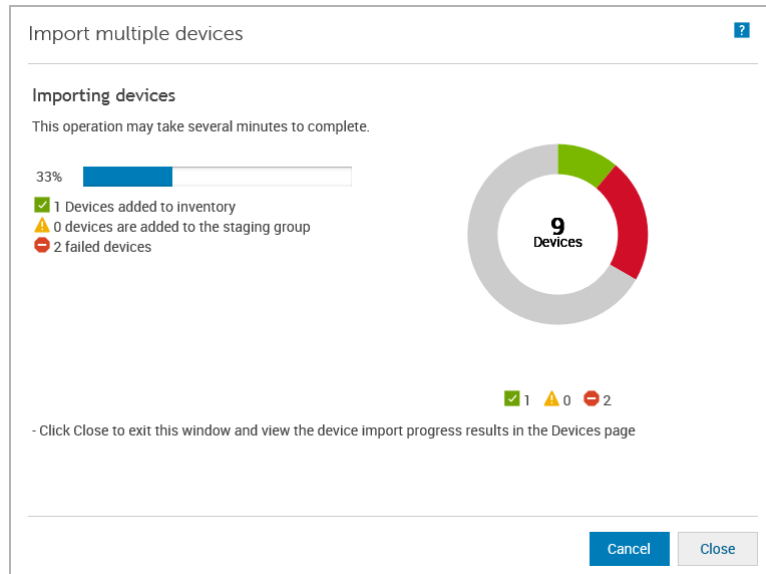 Import multiple devices
?
Importing devices
This operation may take several minutes to complete.
33%
1 Devices added to inventory
0 devices are added to the staging group
2 failed devices
9
Devices
1 0 2
- Click Close to exit this window and view the device import progress results in the Devices page
Cancel Close